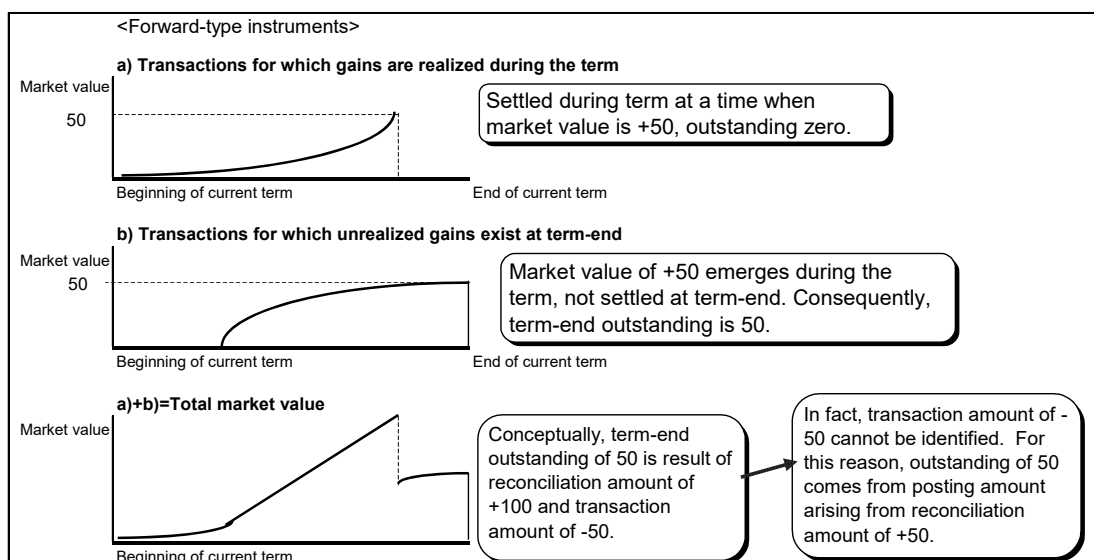 <Forward-type instruments>
a) Transactions for which gains are realized during the term
Market value
50
Settled during term at a time when
market value is +50, outstanding zero.
Beginning of current term
End of current term
b) Transactions for which unrealized gains exist at term-end
Market value
50
Market value of +50 emerges during the
term, not settled at term-end. Consequently,
term-end outstanding is 50.
Beginning of current term
End of current term
a)+b)=Total market value
Market value
Conceptually, term-end
outstanding of 50 is result of
reconciliation amount of
+100 and transaction
amount of -50.
In fact, transaction amount of -
50 cannot be identified.  For
this reason, outstanding of 50
comes from posting amount
arising from reconciliation
amount of +50.
Beginning of current term
End of current term